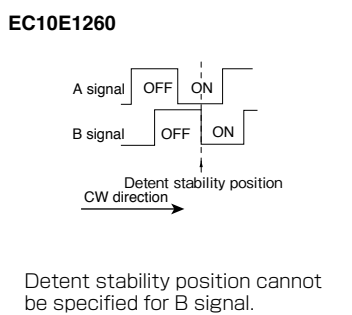 EC10E1260
A signal OFF ON
B signal OFF ON
Detent stability position
CW direction
Detent stability position cannot
be specified for B signal.